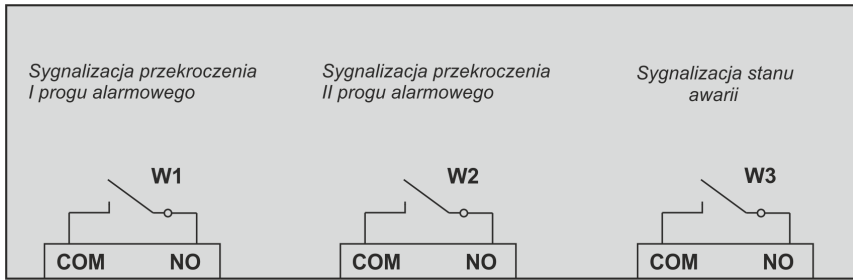 Sygnalizacja przekroczenia
I progu alarmowego
Sygnalizacja przekroczenia
II progu alarmowego
Sygnalizacja stanu
awarii
W1
W2
W3
COM NO
COM NO
COM NO